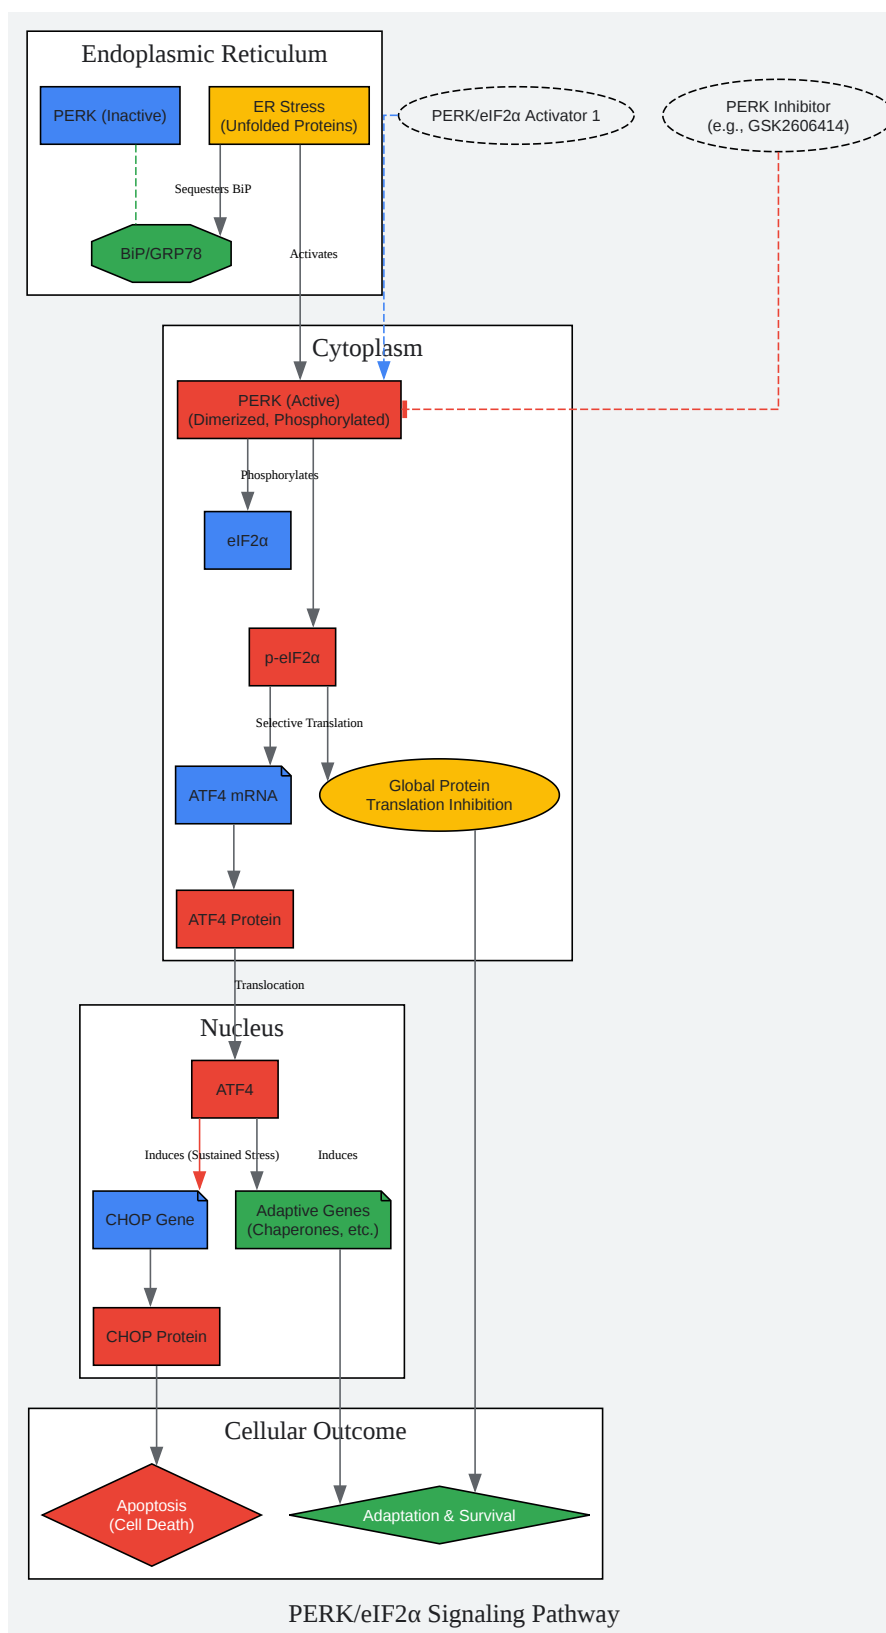 Endoplasmic Reticulum
PERK (Inactive)
ER Stress
(Unfolded Proteins)
PERK/eIF2α Activator 1
PERK Inhibitor
(e.g., GSK2606414)
Sequesters BiP
BiP/GRP78
Activates
Cytoplasm
PERK (Active)
(Dimerized, Phosphorylated)
Phosphorylates
eIF2α
p-eIF2α
Selective Translation
ATF4 mRNA
Global Protein
Translation Inhibition
ATF4 Protein
Translocation
Nucleus
ATF4
Induces (Sustained Stress)
Induces
CHOP Gene
Adaptive Genes
(Chaperones, etc.)
CHOP Protein
Cellular Outcome
Apoptosis
(Cell Death)
Adaptation & Survival
PERK/eIF2α Signaling Pathway